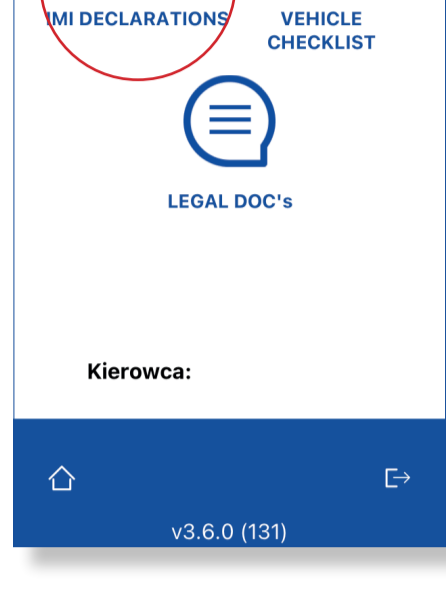 IMI DECLARATIONS
VEHICLE
CHECKLIST
LEGAL DOC's
Kierowca:
v3.6.0 (131)